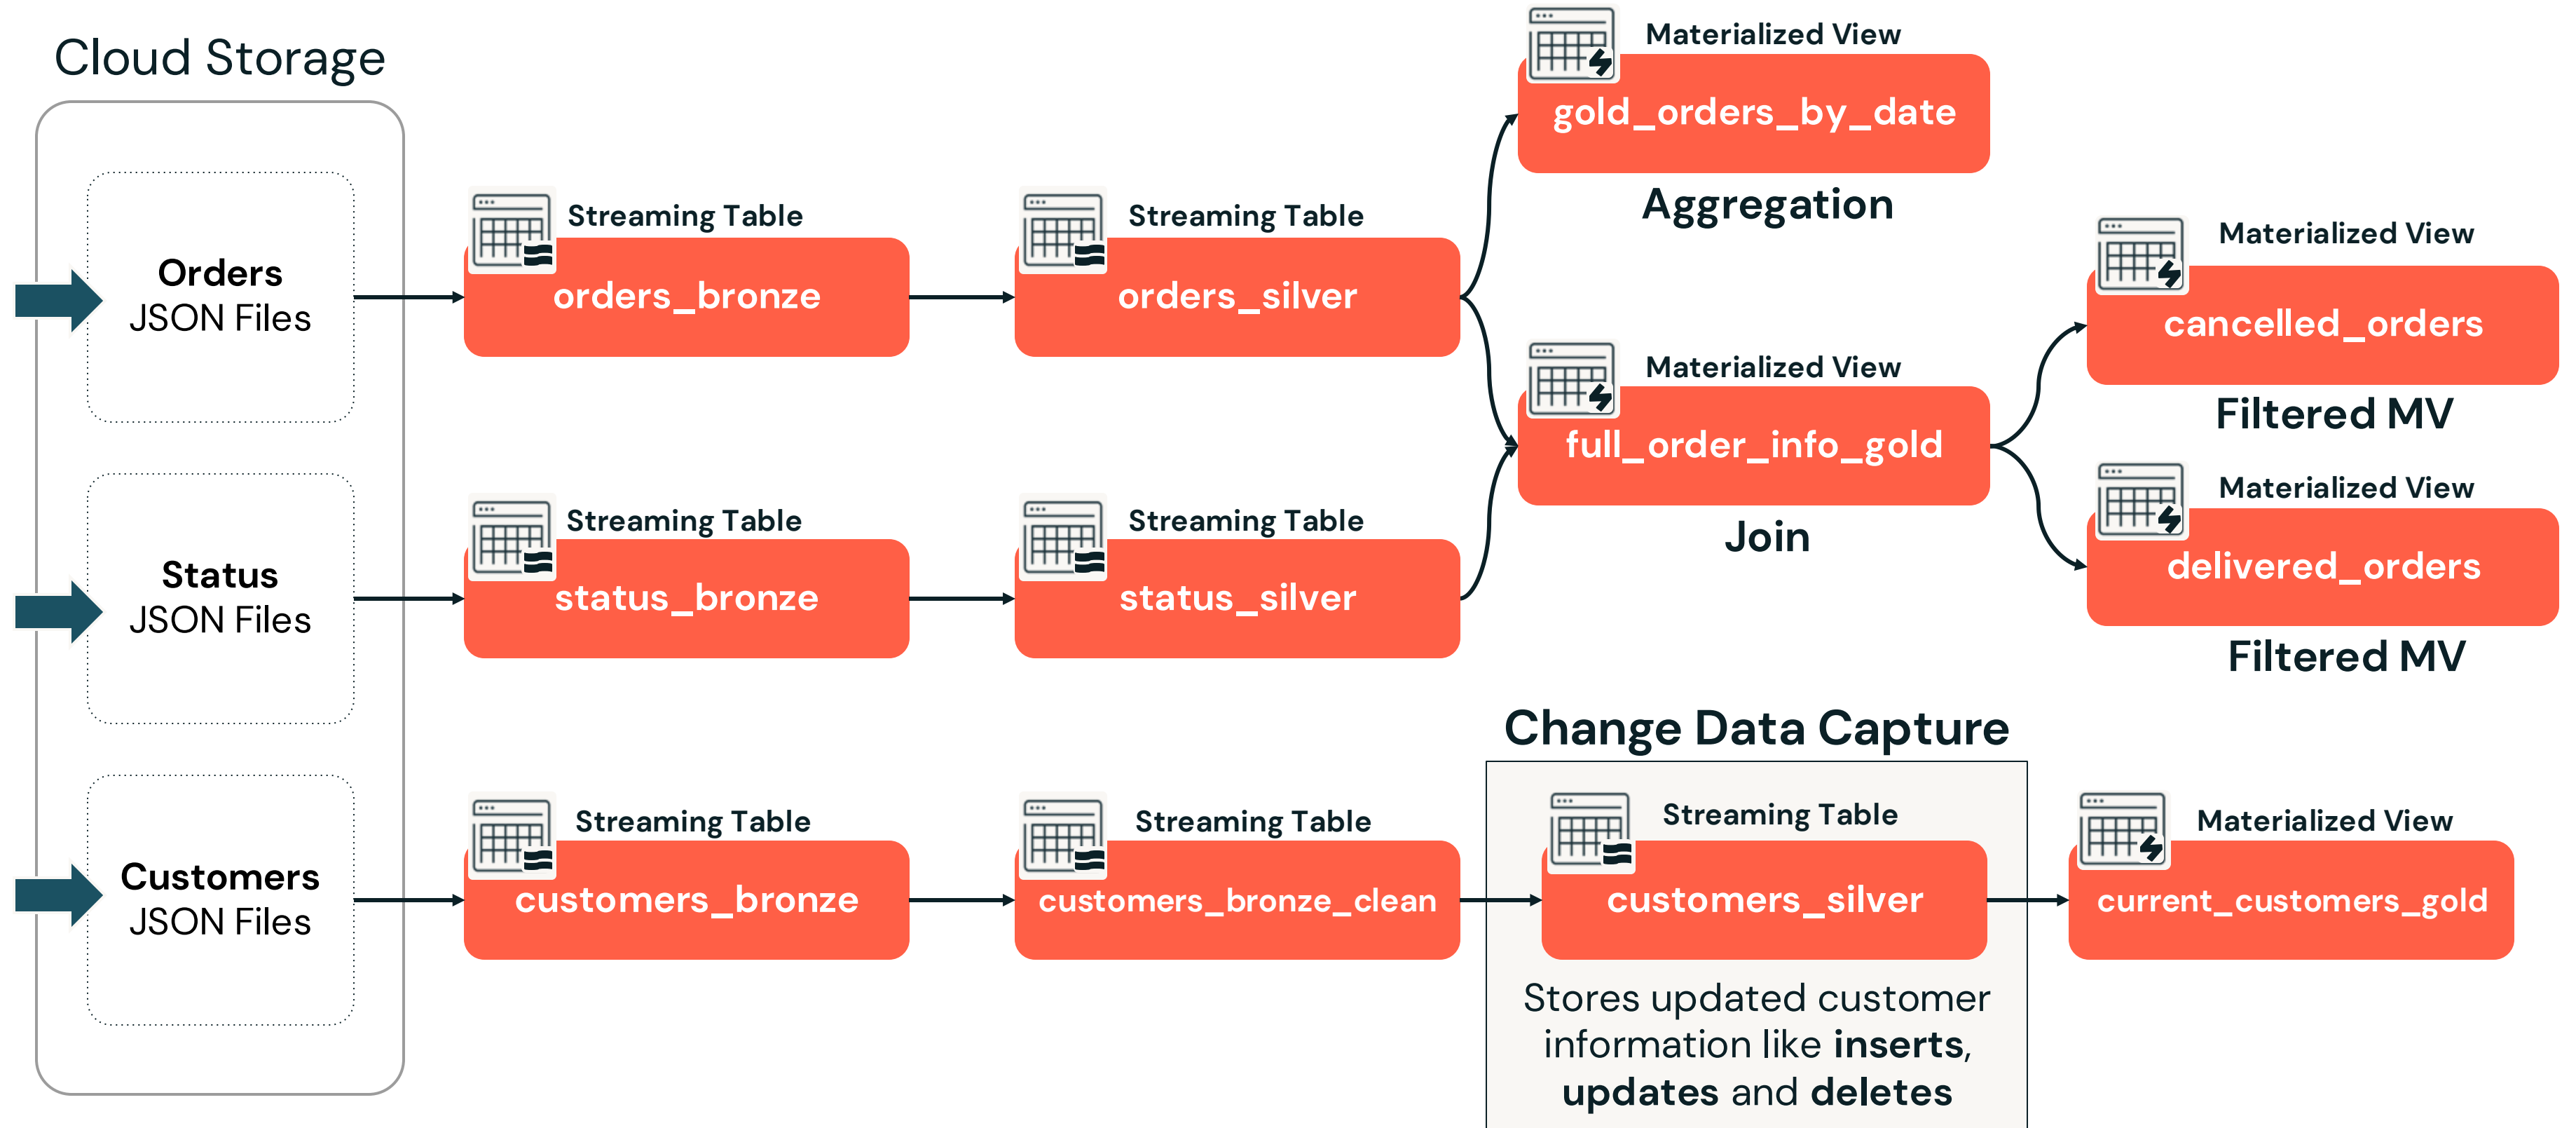 Cloud Storage
Orders
JSON Files
Streaming Table
orders_bronze
Streaming Table
orders_silver
Materialized View
gold_orders_by_date
Aggregation
Status
JSON Files
Streaming Table
status_bronze
Streaming Table
status_silver
Materialized View
full_order_info_gold
Join
Materialized View
cancelled_orders
Filtered MV
Materialized View
delivered_orders
Filtered MV
Customers
JSON Files
Streaming Table
customers_bronze
Streaming Table
customers_bronze_clean
Change Data Capture
Streaming Table
customers_silver
Stores updated customer
information like inserts,
updates and deletes
Materialized View
current_customers_gold